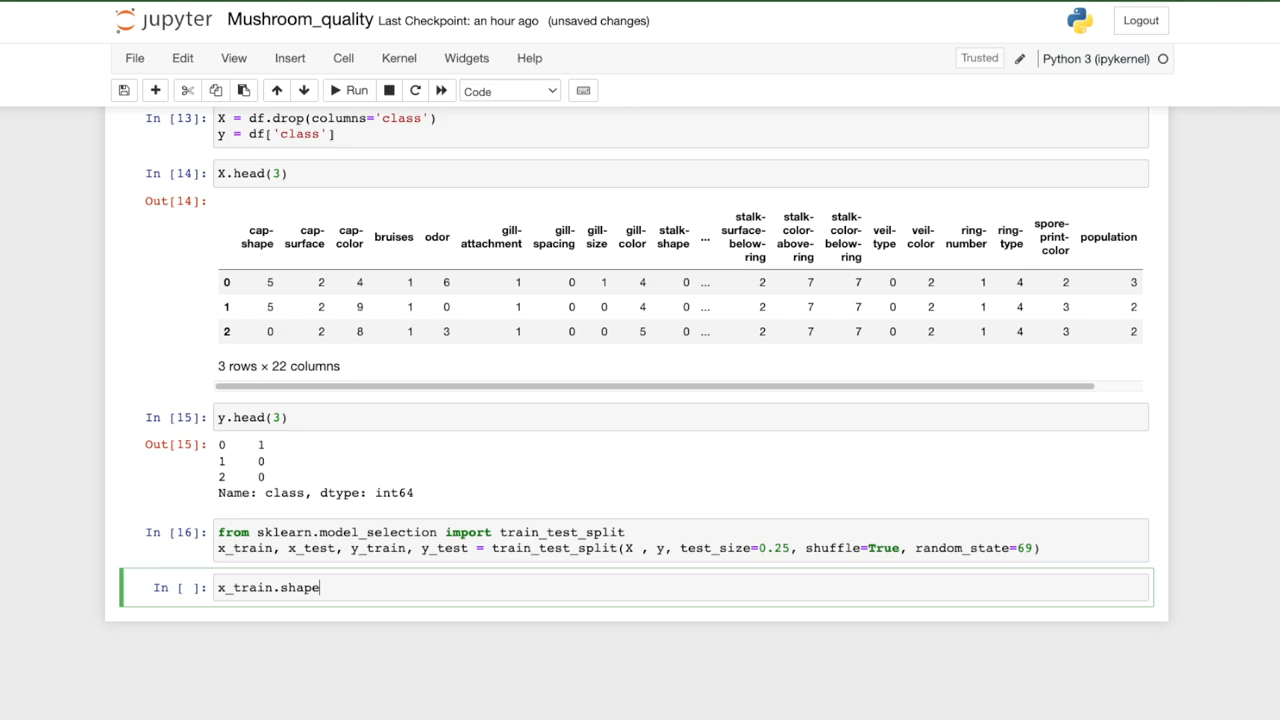 jupyter Mushroom_quality Last Checkpoint: an hour ago (unsaved changes) Logout
File Edit View Insert Cell Kernel Widgets Help Trusted Python 3 (ipykernel)
Run Code
In [13]: X = df.drop(columns='class')
y = df['class']
In [14]: X.head(3)
Out[14]:
cap-shape cap-surface cap-color bruises odor gill-attachment gill-spacing gill-size gill-color stalk-shape ... stalk-surface-below-ring stalk-color-above-ring stalk-color-below-ring veil-type veil-color ring-number ring-type spore-print-color population
0 5 2 4 1 6 1 0 1 4 0 ... 2 7 7 0 2 1 4 2 3
1 5 2 9 1 0 1 0 0 4 0 ... 2 7 7 0 2 1 4 3 2
2 0 2 8 1 3 1 0 0 5 0 ... 2 7 7 0 2 1 4 3 2
3 rows × 22 columns
In [15]: y.head(3)
Out[15]: 0 1
1 0
2 0
Name: class, dtype: int64
In [16]: from sklearn.model_selection import train_test_split
x_train, x_test, y_train, y_test = train_test_split(X , y, test_size=0.25, shuffle=True, random_state=69)
In [ ]: x_train.shape